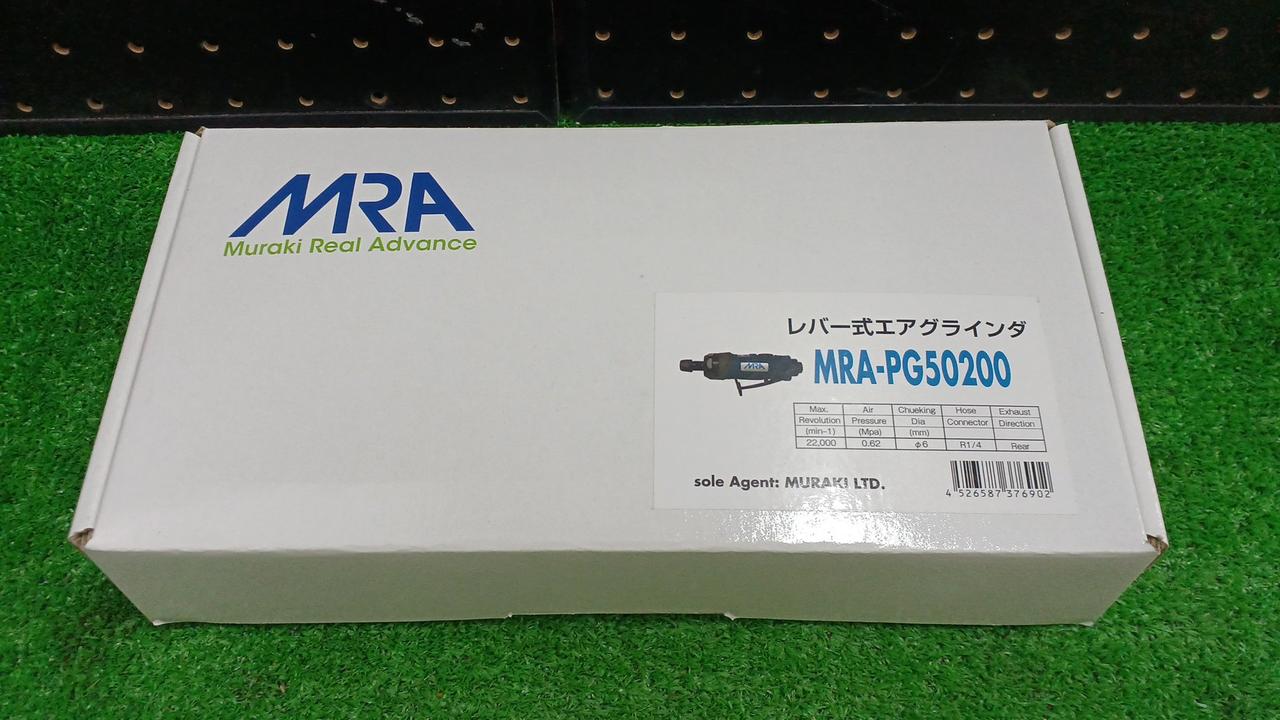 MRA
Muraki Real Advance
レバー式エアグラインダ
MRA
MRA-PG50200
Max. Air Chueking Hose Exhaust
Revolution Pressure Dia Connector Direction
(min-1) (Mpa) (mm)
22,000 0.62 φ6 R1/4 Rear
sole Agent: MURAKI LTD.
4 526587 376902